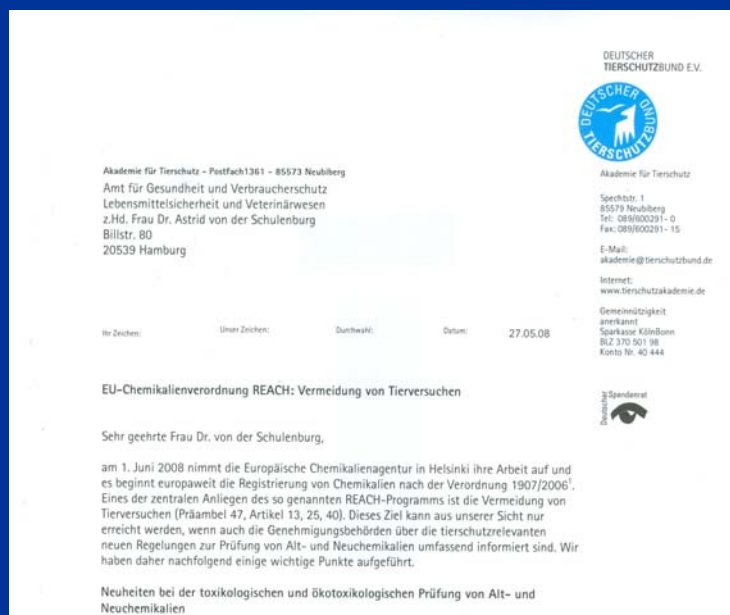 DEUTSCHER
TIERSCHUTZBUND E.V.
DEUTSCHER TIERSCHUTZBUND
Akademie für Tierschutz
Spechtstr. 1
85579 Neubiberg
Tel: 089/600291- 0
Fax: 089/600291- 15
E-Mail:
akademie@tierschutzbund.de
Internet:
www.tierschutzakademie.de
Gemeinnützigkeit
anerkannt
Sparkasse KölnBonn
BLZ 370 501 98
Konto Nr. 40 444
Deutscher Spendenrat
Akademie für Tierschutz - Postfach1361 - 85573 Neubiberg
Amt für Gesundheit und Verbraucherschutz
Lebensmittelsicherheit und Veterinärwesen
z.Hd. Frau Dr. Astrid von der Schulenburg
Billstr. 80
20539 Hamburg
Ihr Zeichen: Unser Zeichen: Durchwahl: Datum: 27.05.08
EU-Chemikalienverordnung REACH: Vermeidung von Tierversuchen
Sehr geehrte Frau Dr. von der Schulenburg,
am 1. Juni 2008 nimmt die Europäische Chemikalienagentur in Helsinki ihre Arbeit auf und
es beginnt europaweit die Registrierung von Chemikalien nach der Verordnung 1907/2006¹.
Eines der zentralen Anliegen des so genannten REACH-Programms ist die Vermeidung von
Tierversuchen (Präambel 47, Artikel 13, 25, 40). Dieses Ziel kann aus unserer Sicht nur
erreicht werden, wenn auch die Genehmigungsbehörden über die tierschutzrelevanten
neuen Regelungen zur Prüfung von Alt- und Neuchemikalien umfassend informiert sind. Wir
haben daher nachfolgend einige wichtige Punkte aufgeführt.
Neuheiten bei der toxikologischen und ökotoxikologischen Prüfung von Alt- und
Neuchemikalien